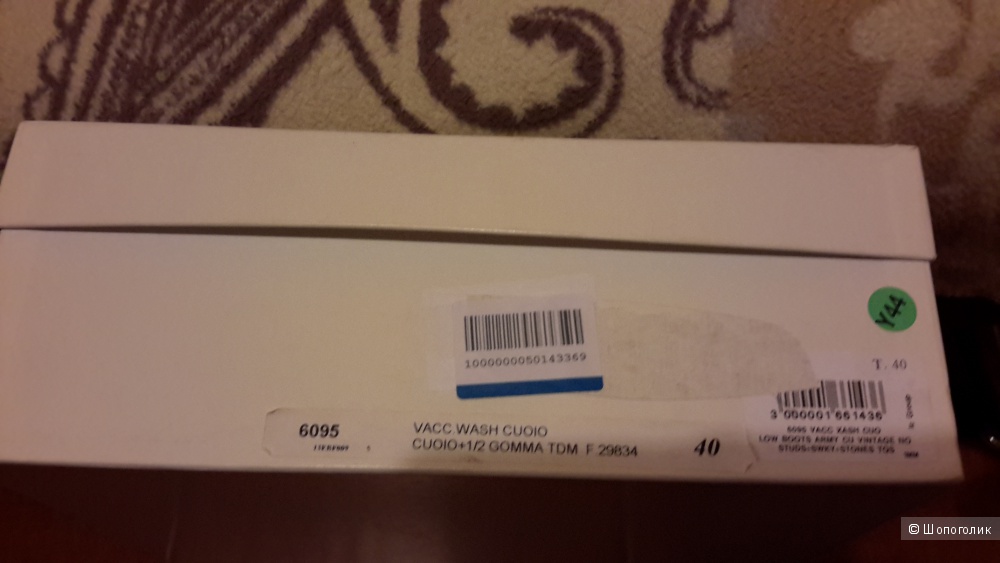 Y44
1000000050143369
T. 40
3 000001 661436
6095 VACC WASH CUO
LOW BOOTS ARMY CU VINTAGE NO
STUDS+SWKY+STONES TDS
6095
VACC WASH CUOIO
CUOIO+1/2 GOMMA TDM F 29834
40
© Шопоголик